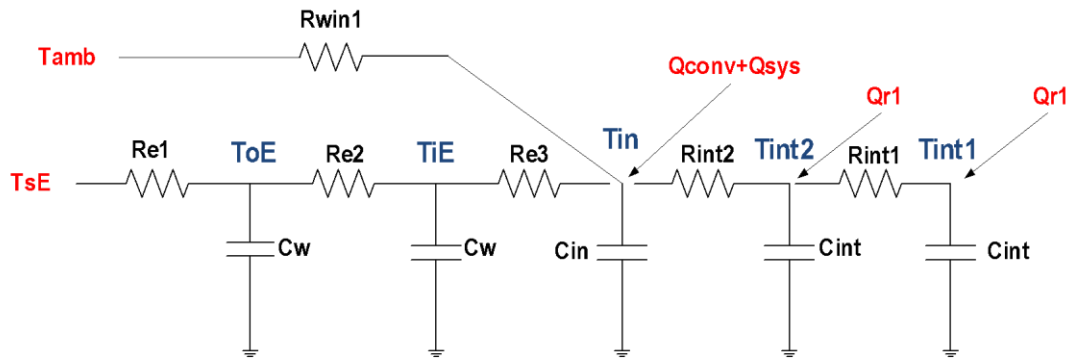 Rwin1
Tamb
Qconv+Qsys
Qr1
Qr1
Re1
ToE
Re2
TiE
Re3
Tin
Rint2
Tint2
Rint1
Tint1
TsE
Cw
Cw
Cin
Cint
Cint